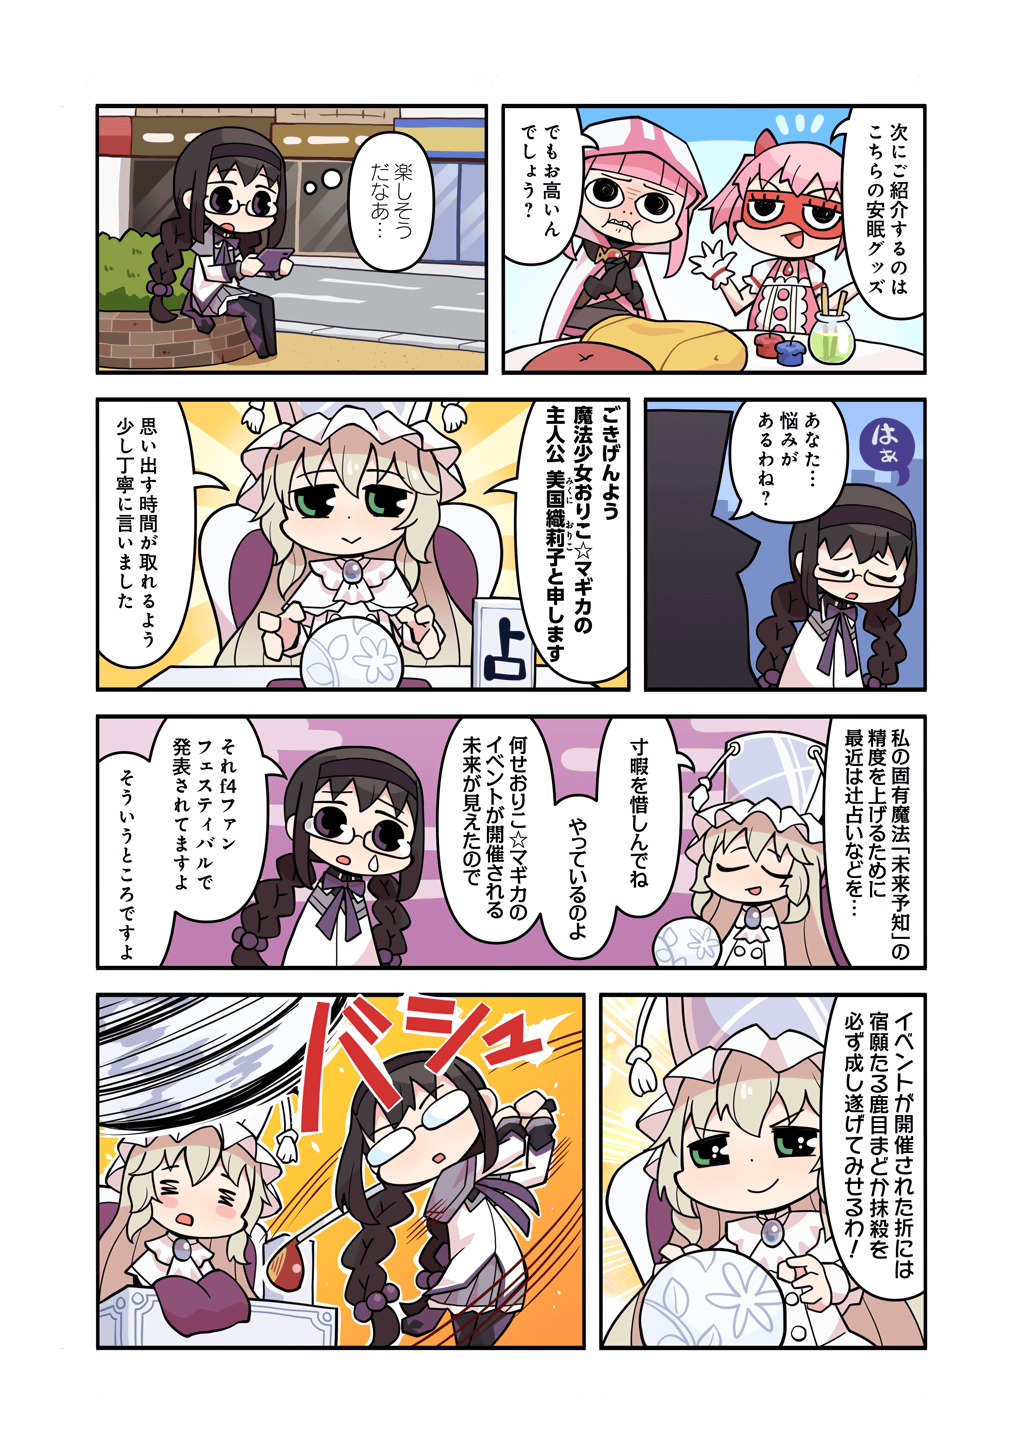 次にご紹介するのは
こちらの安眠グッズ
でもお高いん
でしょう？
楽しそう
だなあ…
はぁ
あなた…
悩みが
あるわね？
ごきげんよう
魔法少女おりこ☆マギカの
主人公 美国織莉子と申します
みくに おりこ
占
思い出す時間が取れるよう
少し丁寧に言いました
私の固有魔法「未来予知」の
精度を上げるために
最近は辻占いなどを…
寸暇を惜しんでね
やっているのよ
何せおりこ☆マギカの
イベントが開催される
未来が見えたので
それf4ファン
フェスティバルで
発表されてますよ
そういうところですよ
イベントが開催された折には
宿願たる鹿目まどか抹殺を
必ず成し遂げてみせるわ！
バシュ